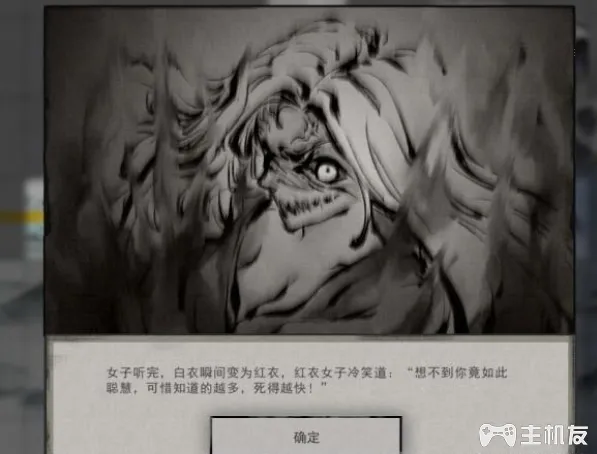 女子听完，白衣瞬间变为红衣，红衣女子冷笑道：“想不到你竟如此
聪慧，可惜知道的越多，死得越快！”
确定
主机友